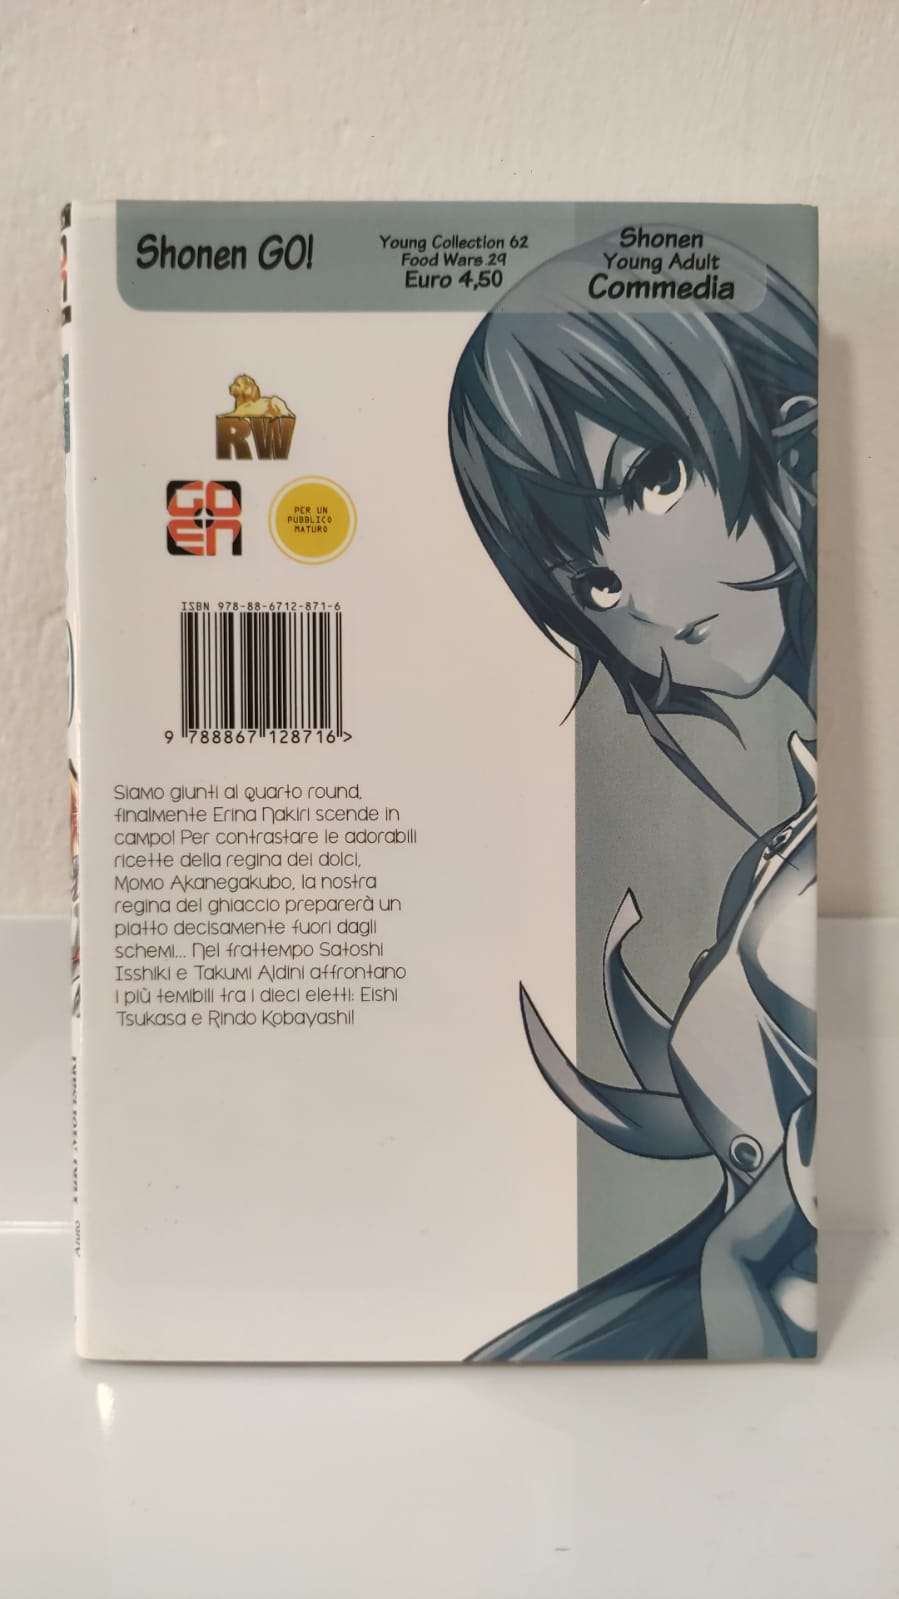 Shonen GO!
Young Collection 62
Food Wars 29
Euro 4,50
Shonen
Young Adult
Commedia
RW
GO
EN
PER UN
PUBBLICO
MATURO
ISBN 978-88-6712-871-6
9 788867 128716 >
Siamo giunti al quarto round,
finalmente Erina Nakiri scende in
campo! Per contrastare le adorabili
ricette della regina dei dolci,
Momo Akanegakubo, la nostra
regina del ghiaccio preparerà un
piatto decisamente fuori dagli
schemi... Nel frattempo Satoshi
Isshiki e Takumi Aldini affrontano
i più temibili tra i dieci eletti: Eishi
Tsukasa e Rindo Kobayashi!